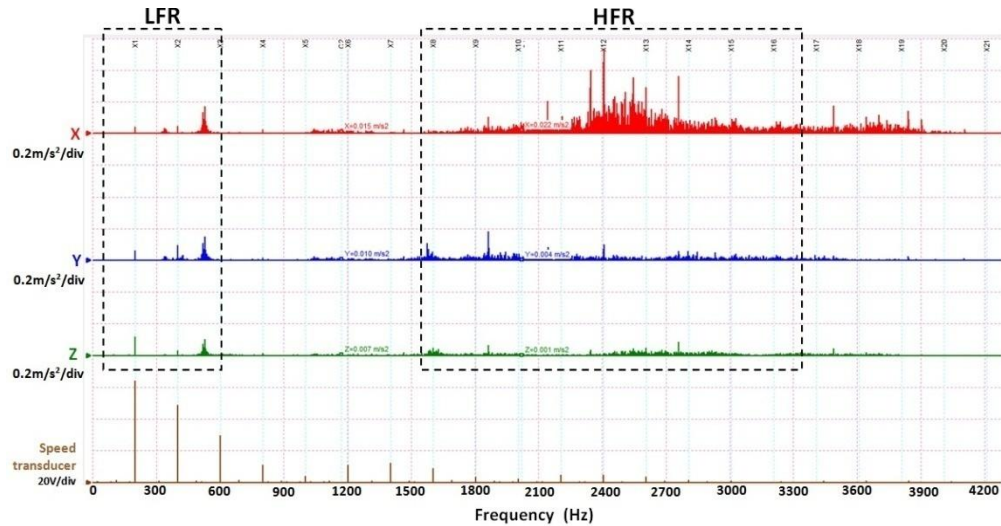 LFR
HFR
X1 X2 X3 X4 X5 C2 X6 X7 X8 X9 X10 X11 X12 X13 X14 X15 X16 X17 X18 X19 X20 X21
X
X=0.015 m/s2
X=0.022 m/s2
0.2m/s²/div
Y
Y=0.010 m/s2
Y=0.004 m/s2
0.2m/s²/div
Z
Z=0.007 m/s2
Z=0.001 m/s2
0.2m/s²/div
Speed
transducer
20V/div
0 300 600 900 1200 1500 1800 2100 2400 2700 3000 3300 3600 3900 4200
Frequency (Hz)